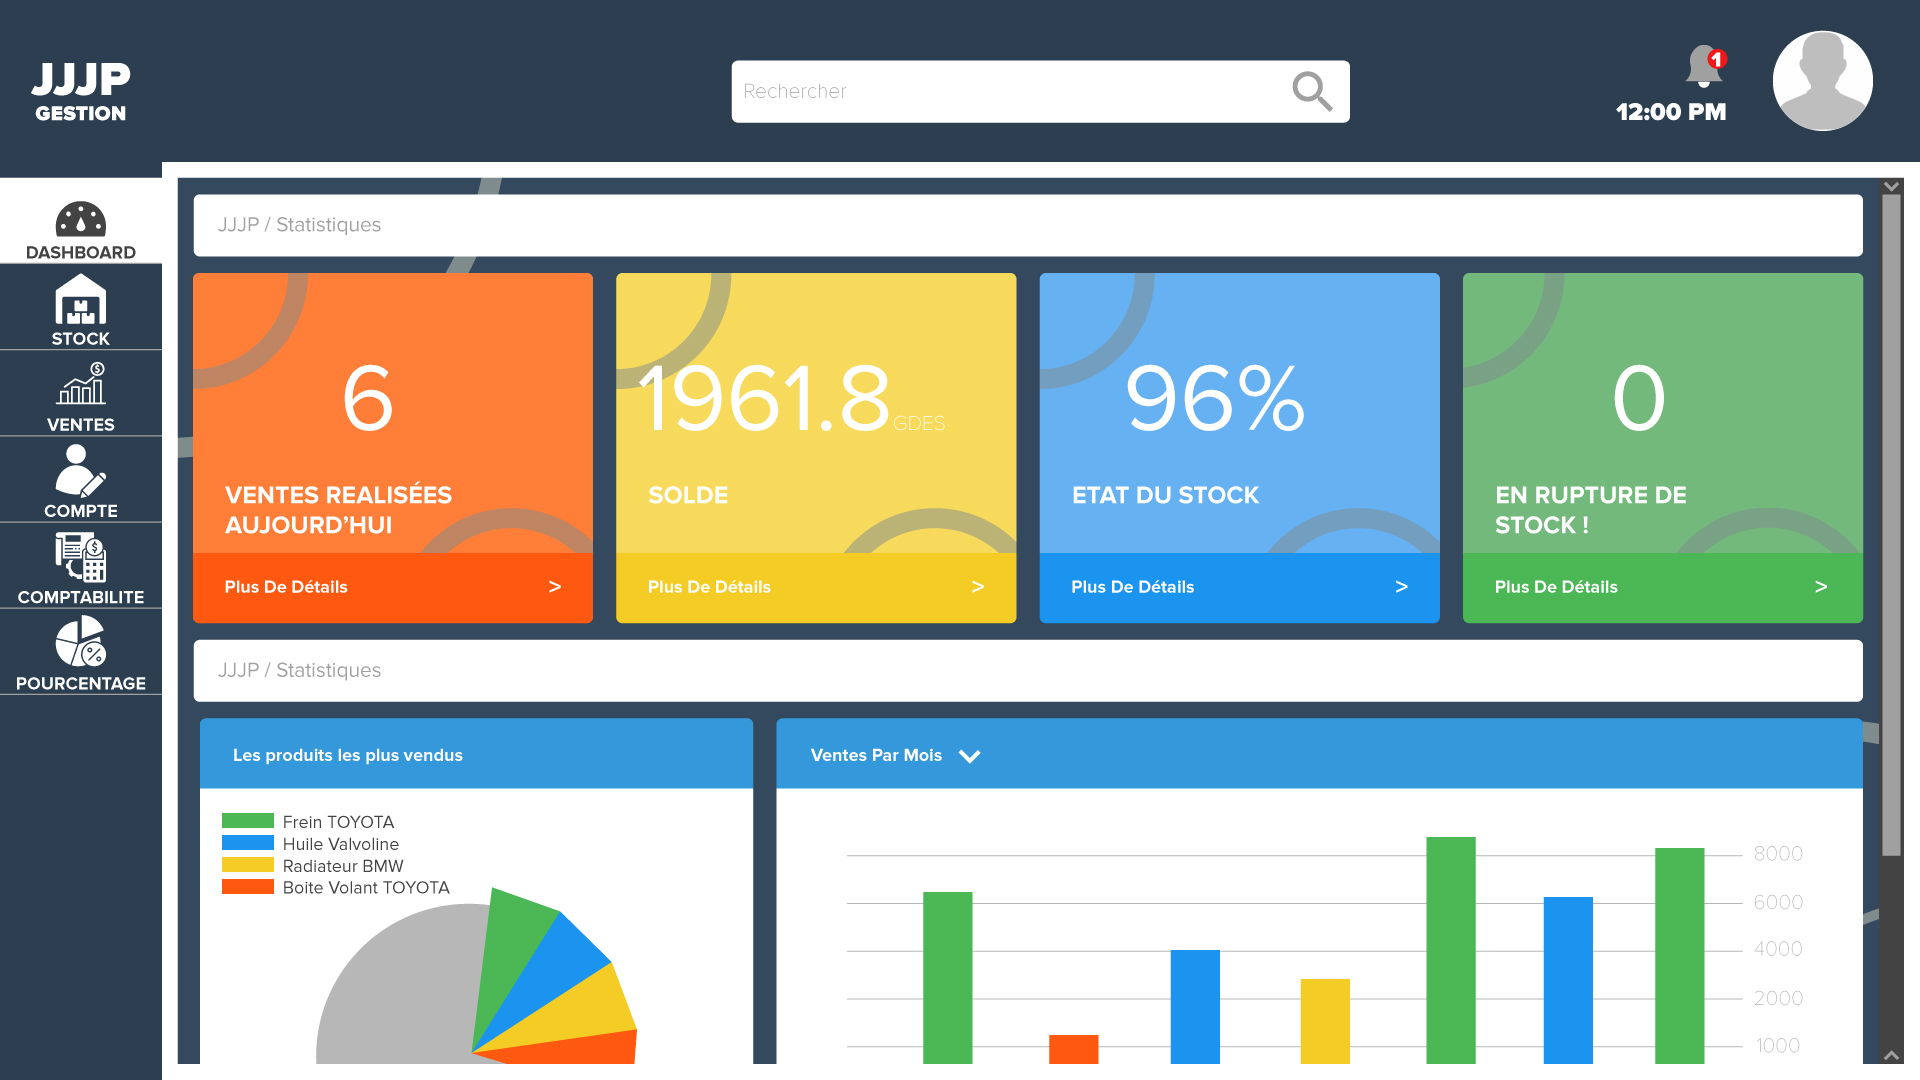 JJJP
GESTION
Rechercher
1
12:00 PM
DASHBOARD
STOCK
VENTES
COMPTE
COMPTABILITE
POURCENTAGE
JJJP / Statistiques
6
VENTES REALISÉES
AUJOURD'HUI
Plus De Détails >
1961.8 GDES
SOLDE
Plus De Détails >
96%
ETAT DU STOCK
Plus De Détails >
0
EN RUPTURE DE
STOCK !
Plus De Détails >
JJJP / Statistiques
Les produits les plus vendus
Frein TOYOTA
Huile Valvoline
Radiateur BMW
Boite Volant TOYOTA
Ventes Par Mois
8000
6000
4000
2000
1000